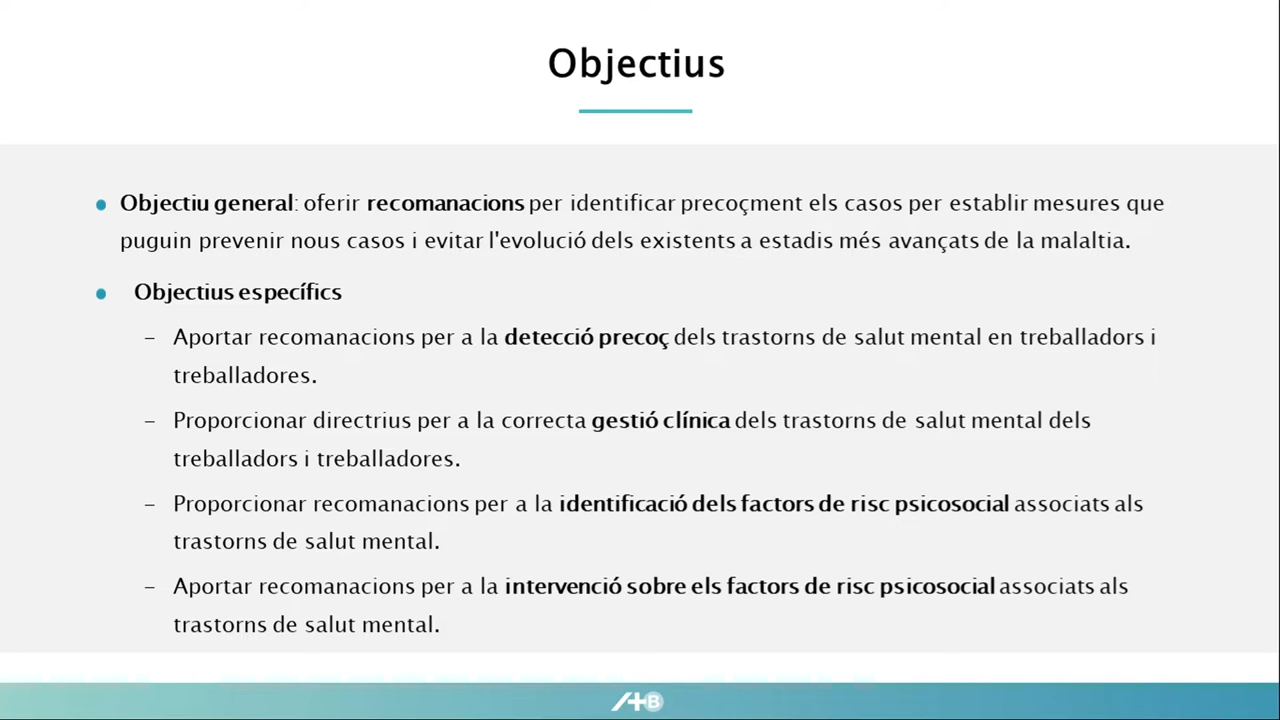 Objectius
Objectiu general: oferir recomanacions per identificar precoçment els casos per establir mesures que
puguin prevenir nous casos i evitar l'evolució dels existents a estadis més avançats de la malaltia.
Objectius específics
– Aportar recomanacions per a la detecció precoç dels trastorns de salut mental en treballadors i
treballadores.
– Proporcionar directrius per a la correcta gestió clínica dels trastorns de salut mental dels
treballadors i treballadores.
– Proporcionar recomanacions per a la identificació dels factors de risc psicosocial associats als
trastorns de salut mental.
– Aportar recomanacions per a la intervenció sobre els factors de risc psicosocial associats als
trastorns de salut mental.